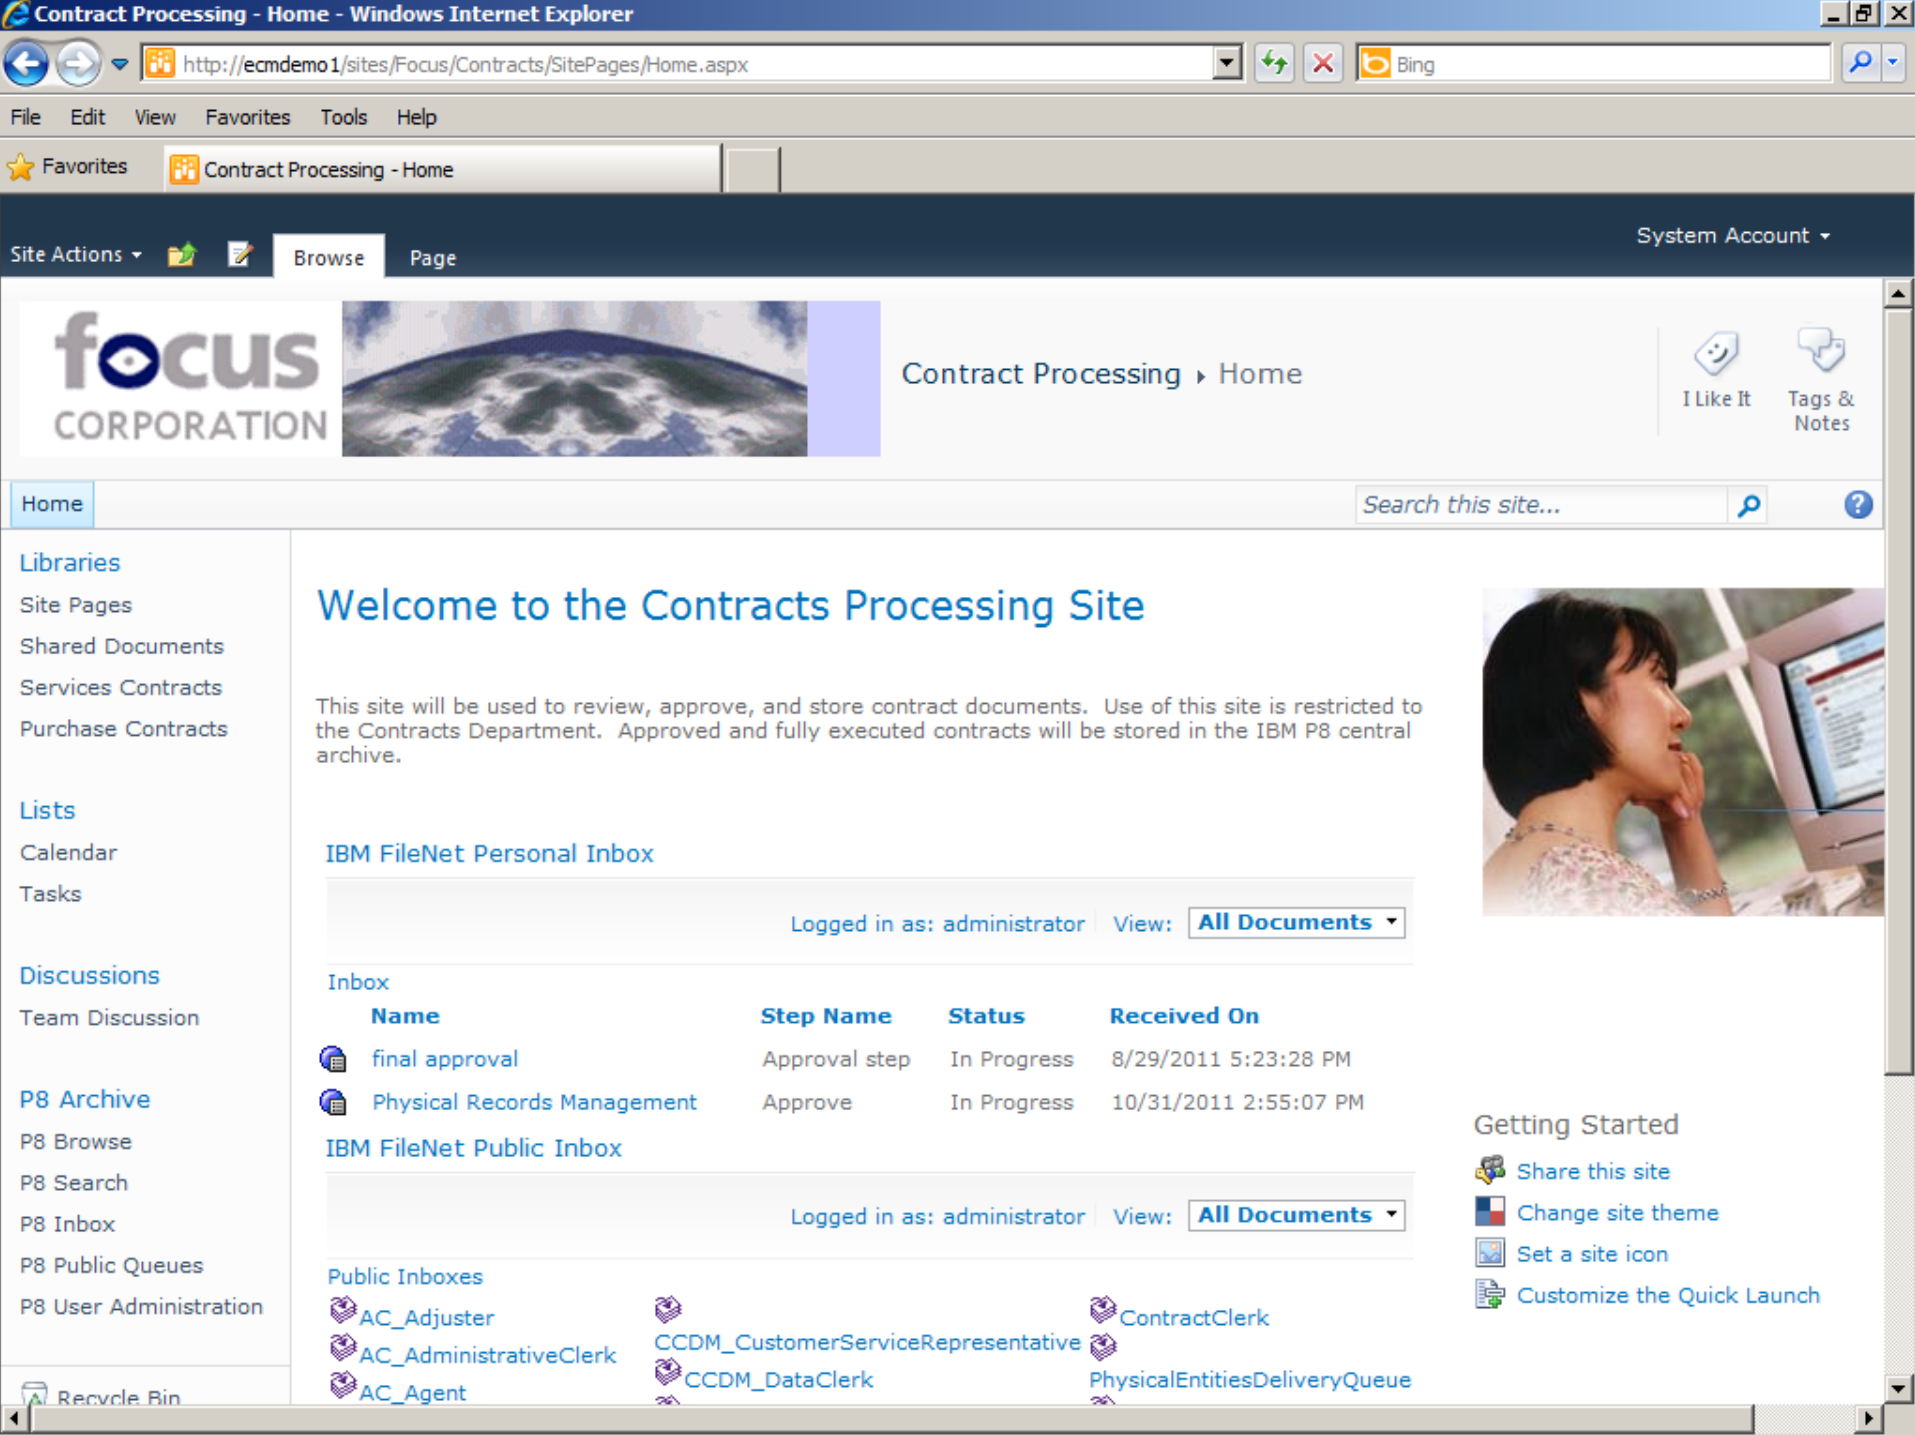 Contract Processing - Home - Windows Internet Explorer
http://ecmdemo1/sites/Focus/Contracts/SitePages/Home.aspx
Bing
File Edit View Favorites Tools Help
Favorites
Contract Processing - Home
System Account
Site Actions
Browse
Page
focus
CORPORATION
Contract Processing ▸ Home
I Like It
Tags &
Notes
Home
Search this site...
Libraries
Site Pages
Shared Documents
Services Contracts
Purchase Contracts
Lists
Calendar
Tasks
Discussions
Team Discussion
P8 Archive
P8 Browse
P8 Search
P8 Inbox
P8 Public Queues
P8 User Administration
Recycle Bin
Welcome to the Contracts Processing Site
This site will be used to review, approve, and store contract documents. Use of this site is restricted to
the Contracts Department. Approved and fully executed contracts will be stored in the IBM P8 central
archive.
IBM FileNet Personal Inbox
Logged in as: administrator View: All Documents
Inbox
Name Step Name Status Received On
final approval Approval step In Progress 8/29/2011 5:23:28 PM
Physical Records Management Approve In Progress 10/31/2011 2:55:07 PM
IBM FileNet Public Inbox
Logged in as: administrator View: All Documents
Public Inboxes
AC_Adjuster
AC_AdministrativeClerk
AC_Agent
CCDM_CustomerServiceRepresentative
CCDM_DataClerk
ContractClerk
PhysicalEntitiesDeliveryQueue
Getting Started
Share this site
Change site theme
Set a site icon
Customize the Quick Launch